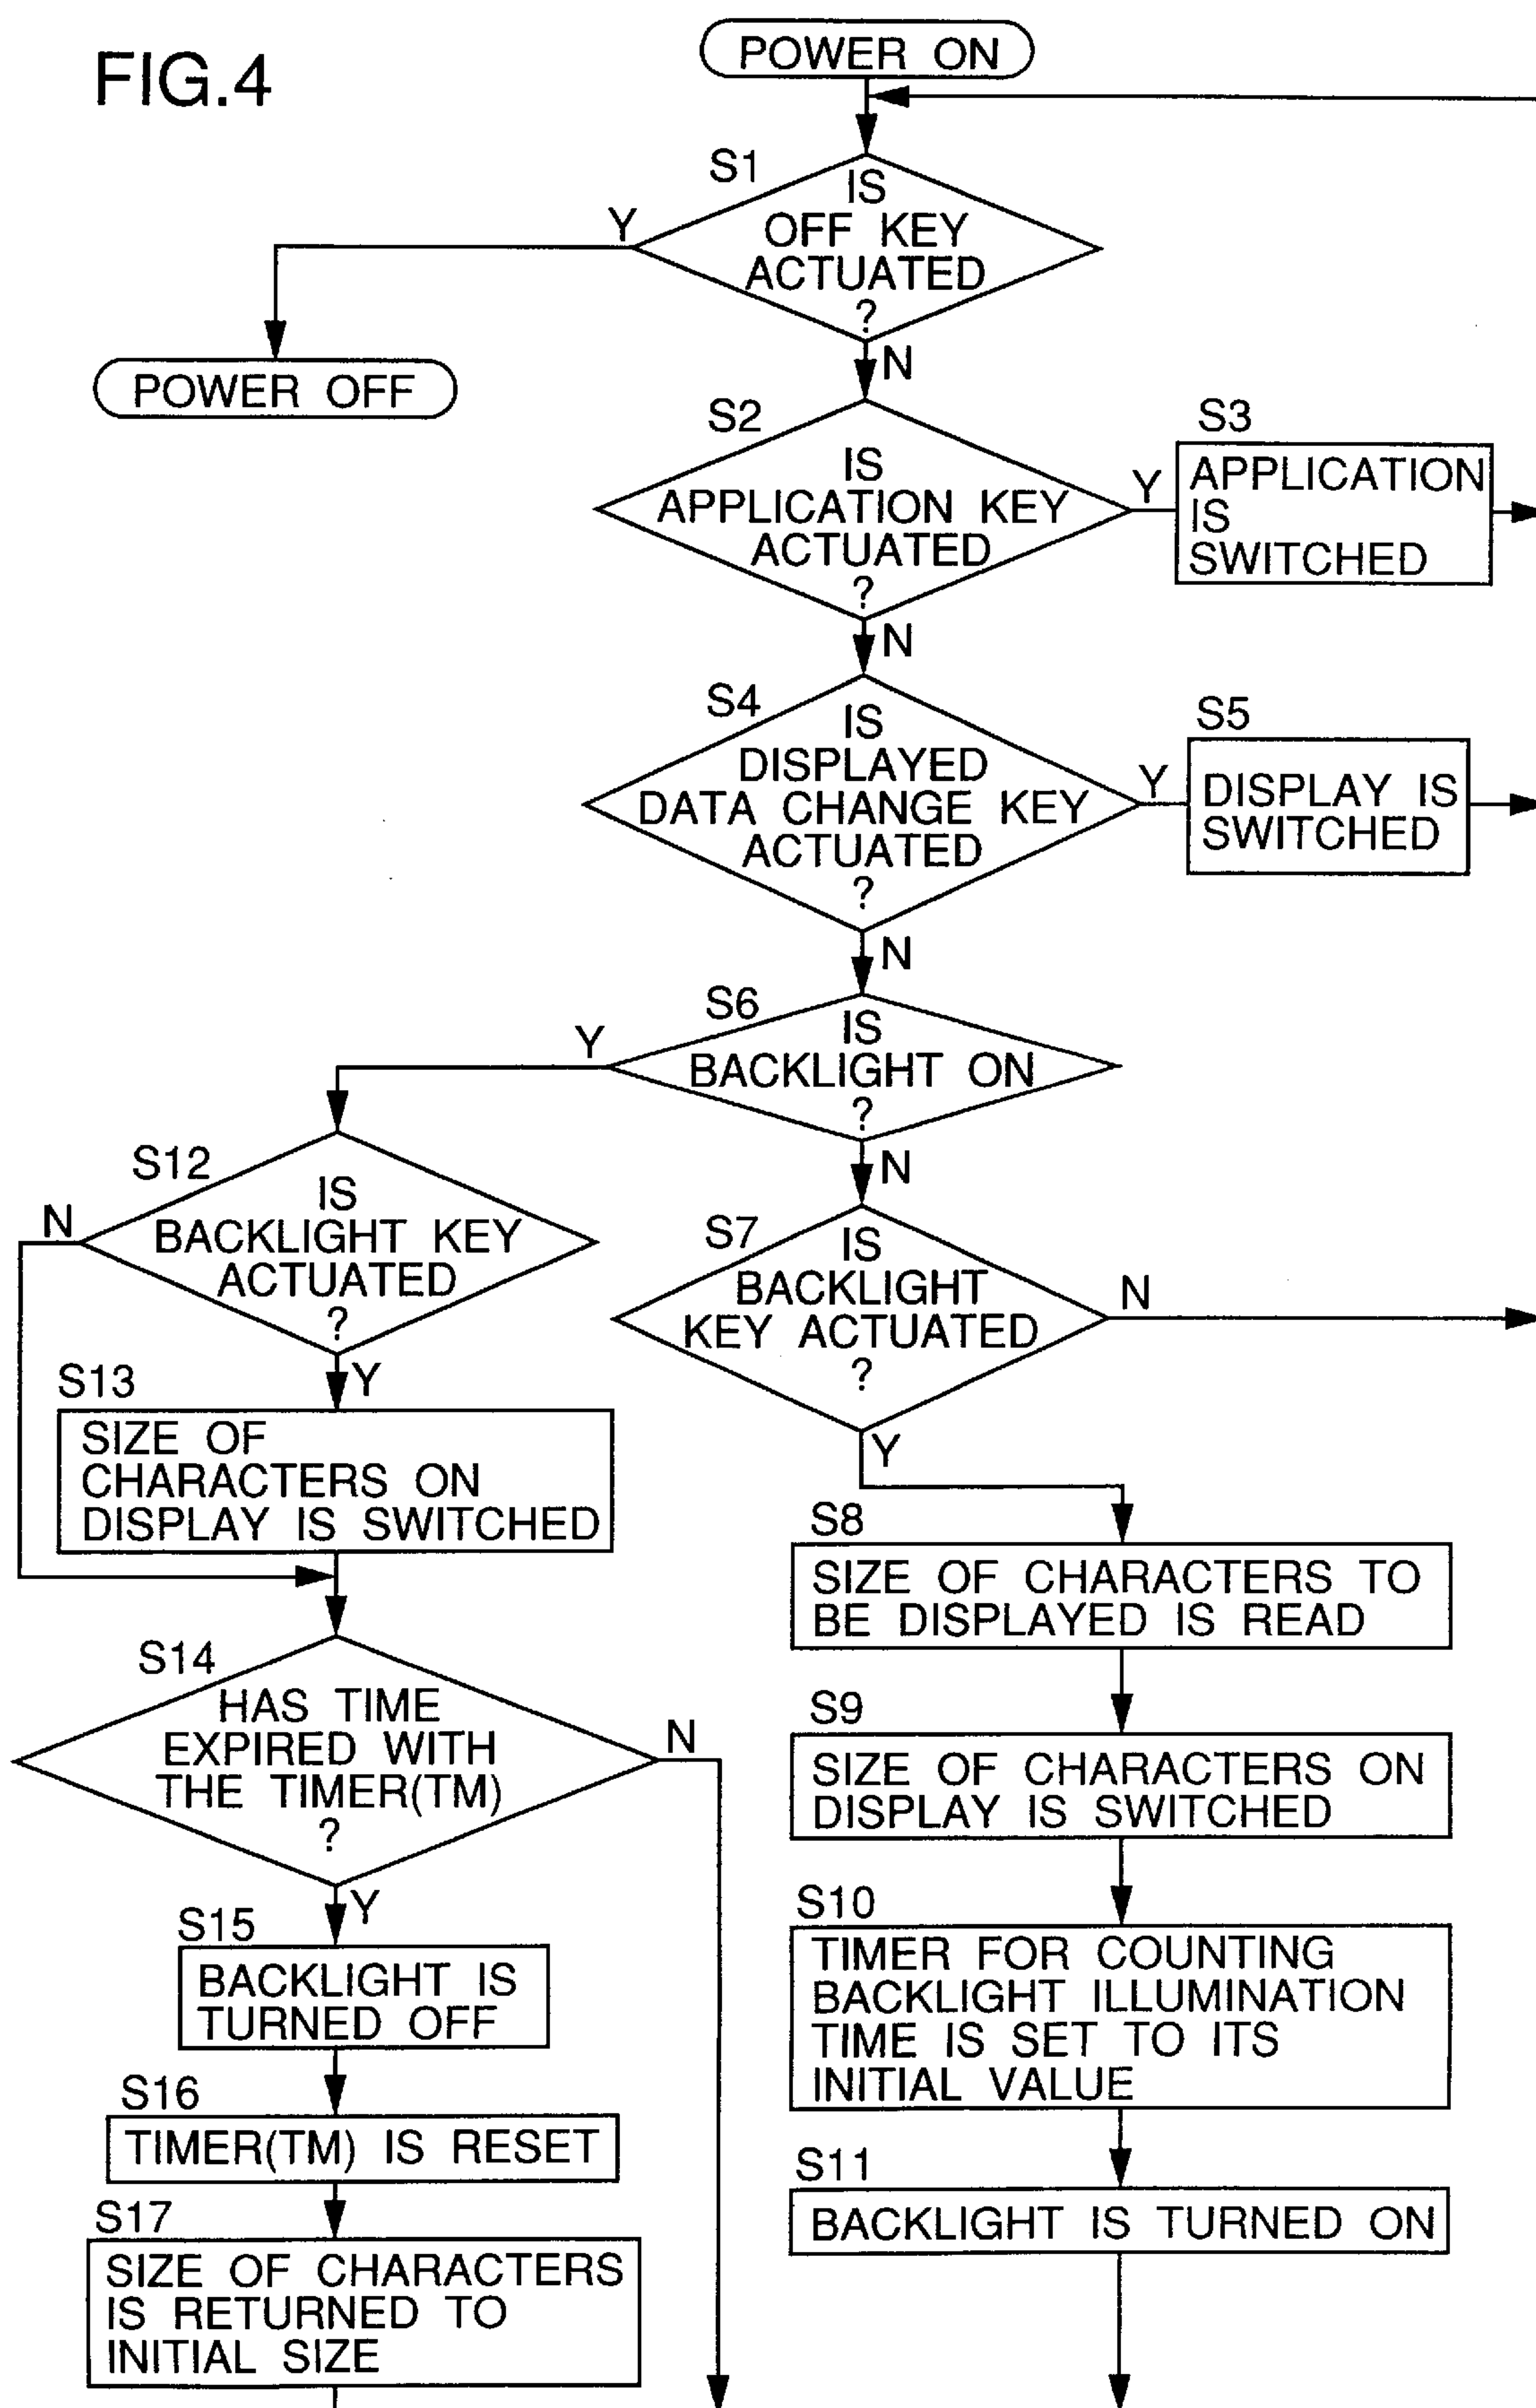 FIG.4
POWER ON
S1
IS
OFF KEY
ACTUATED
?
Y
N
POWER OFF
S2
IS
APPLICATION KEY
ACTUATED
?
Y
N
S3
APPLICATION
IS
SWITCHED
S4
IS
DISPLAYED
DATA CHANGE KEY
ACTUATED
?
Y
N
S5
DISPLAY IS
SWITCHED
S6
IS
BACKLIGHT ON
?
Y
N
S12
IS
BACKLIGHT KEY
ACTUATED
?
N
Y
S7
IS
BACKLIGHT
KEY ACTUATED
?
N
Y
S13
SIZE OF
CHARACTERS ON
DISPLAY IS SWITCHED
S8
SIZE OF CHARACTERS TO
BE DISPLAYED IS READ
S14
HAS TIME
EXPIRED WITH
THE TIMER(TM)
?
N
Y
S9
SIZE OF CHARACTERS ON
DISPLAY IS SWITCHED
S15
BACKLIGHT IS
TURNED OFF
S10
TIMER FOR COUNTING
BACKLIGHT ILLUMINATION
TIME IS SET TO ITS
INITIAL VALUE
S16
TIMER(TM) IS RESET
S11
BACKLIGHT IS TURNED ON
S17
SIZE OF CHARACTERS
IS RETURNED TO
INITIAL SIZE